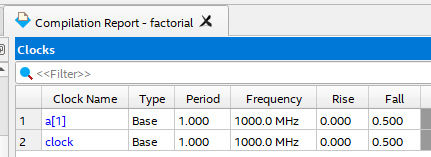 Compilation Report - factorial
Clocks
<<Filter>>
Clock Name Type Period Frequency Rise Fall
1 a[1] Base 1.000 1000.0 MHz 0.000 0.500
2 clock Base 1.000 1000.0 MHz 0.000 0.500